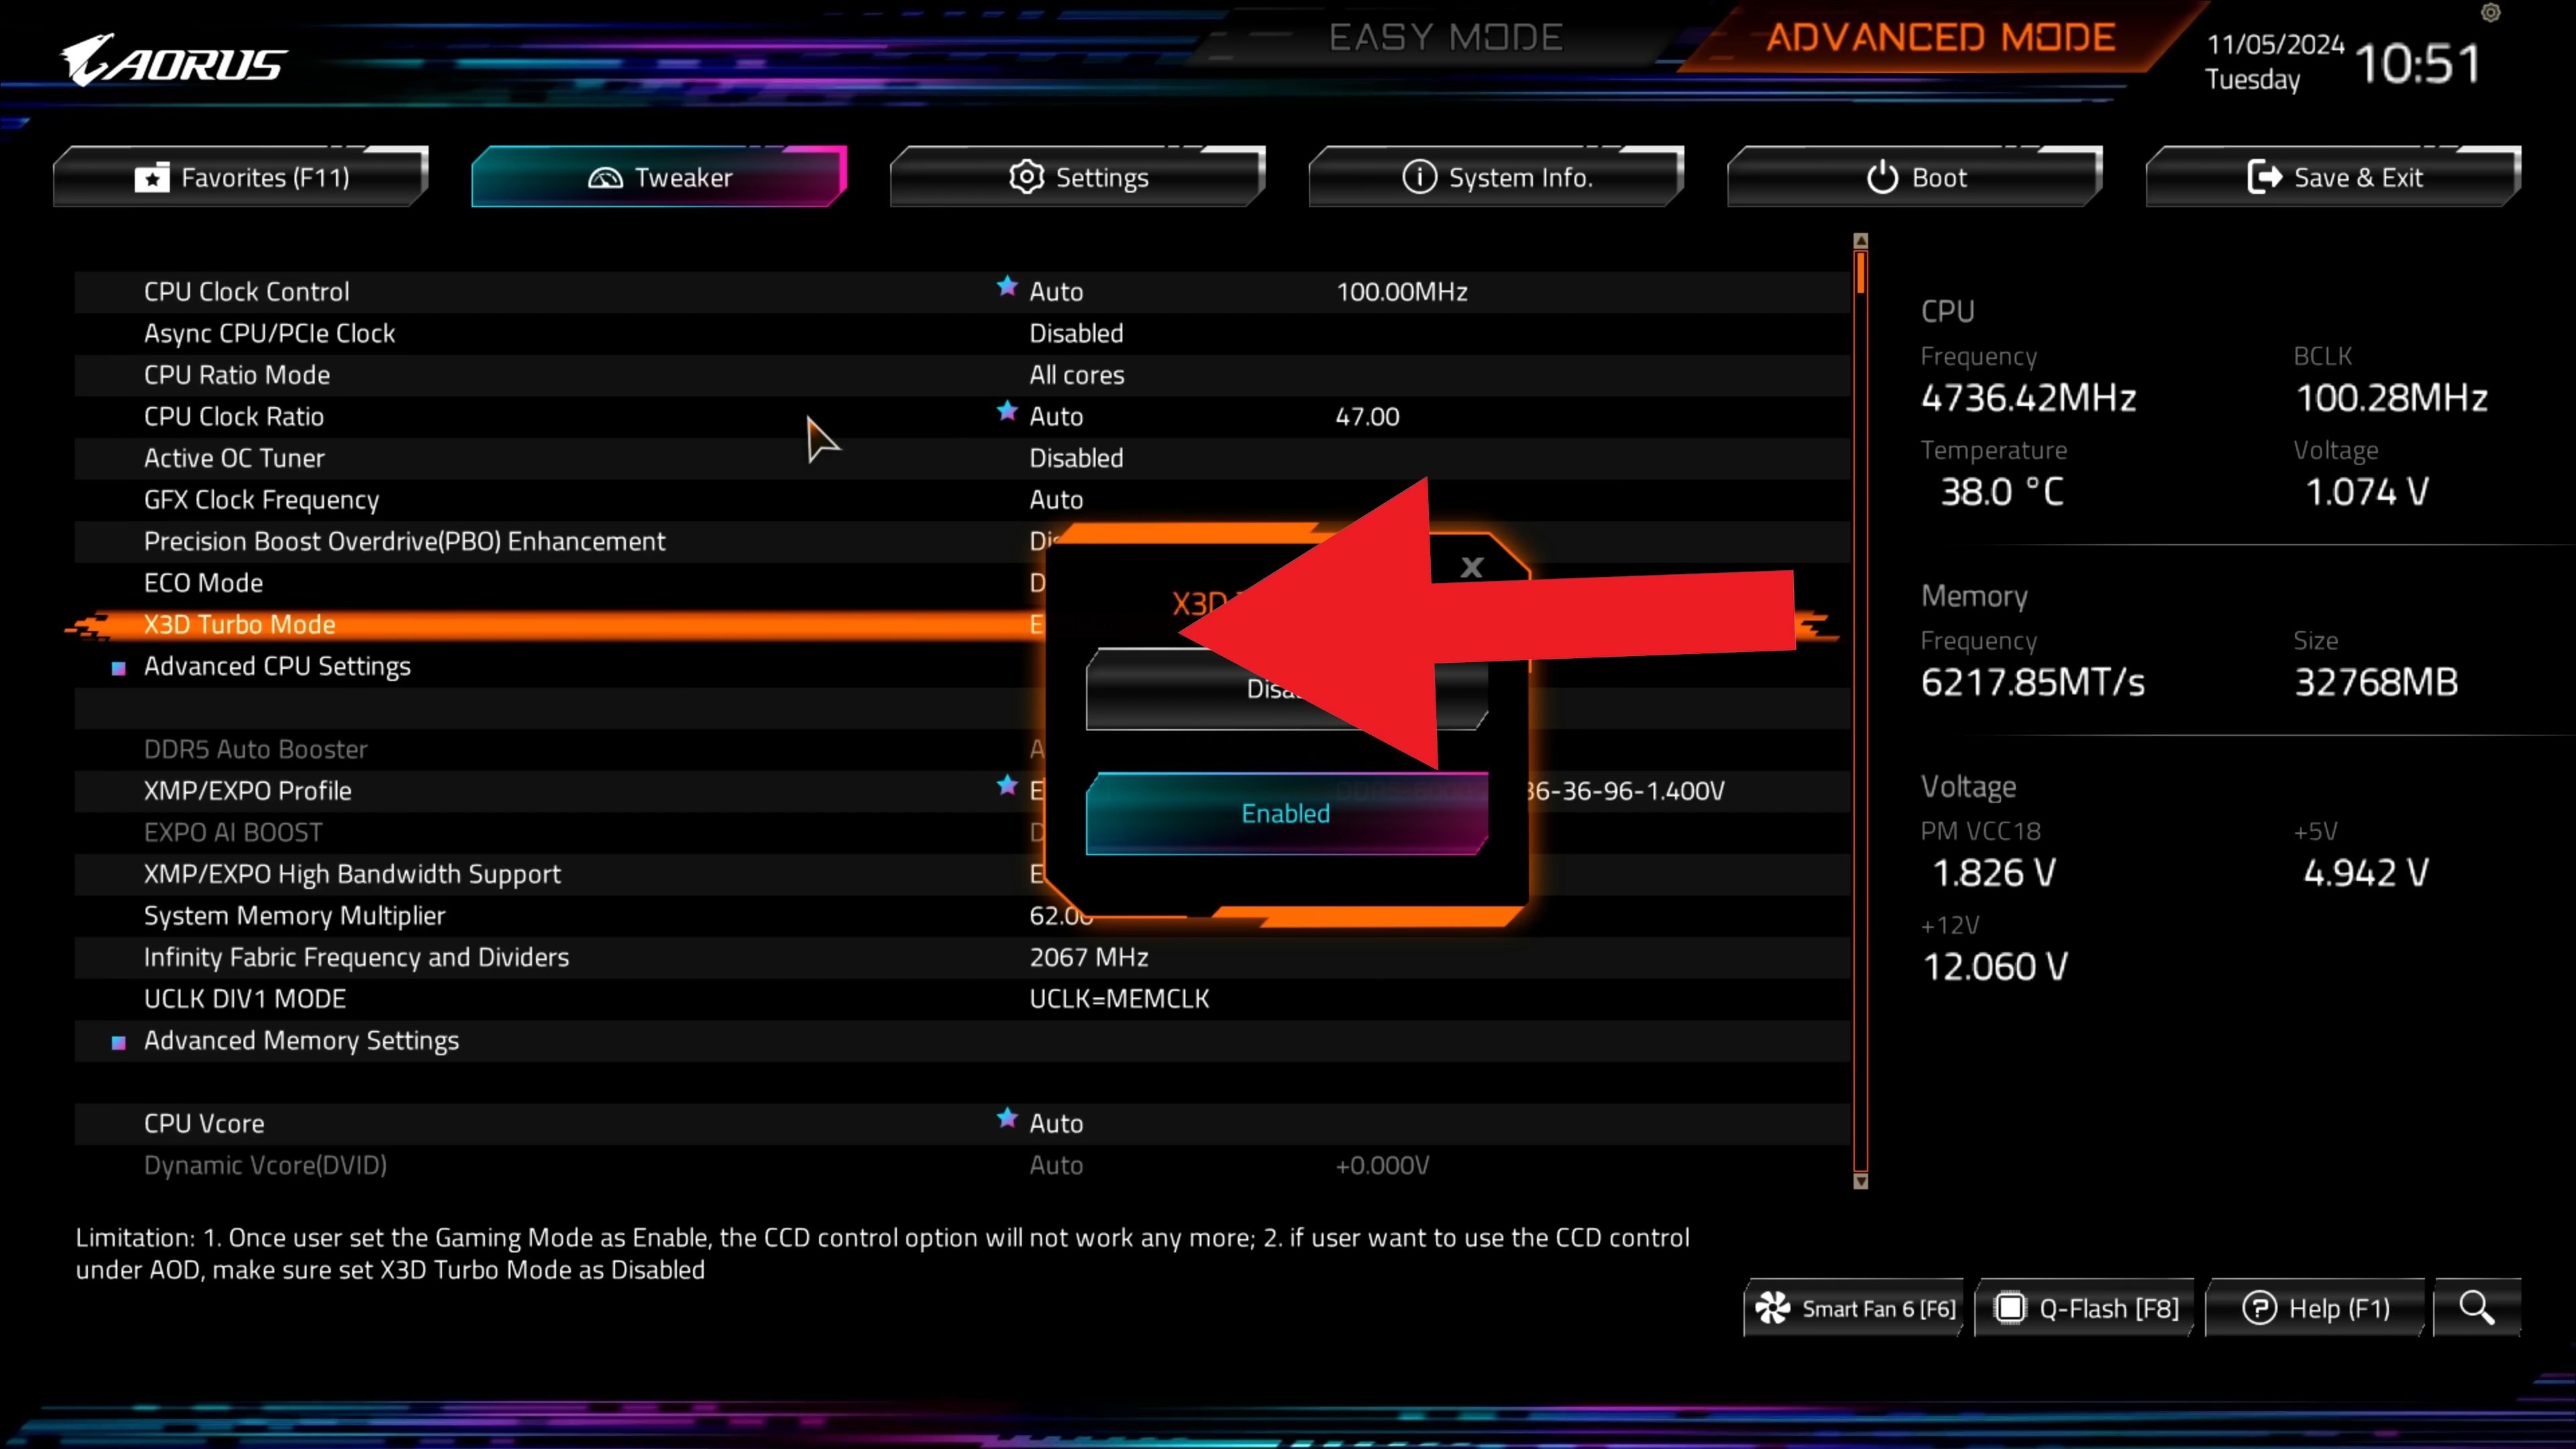 AORUS
EASY MODE
ADVANCED MODE
11/05/2024
Tuesday
10:51
Favorites (F11)
Tweaker
Settings
System Info.
Boot
Save & Exit
CPU Clock Control Auto 100.00MHz
Async CPU/PCIe Clock Disabled
CPU Ratio Mode All cores
CPU Clock Ratio Auto 47.00
Active OC Tuner Disabled
GFX Clock Frequency Auto
Precision Boost Overdrive(PBO) Enhancement
ECO Mode
X3D Turbo Mode
Advanced CPU Settings
DDR5 Auto Booster
XMP/EXPO Profile 36-36-96-1.400V
EXPO AI BOOST
XMP/EXPO High Bandwidth Support
System Memory Multiplier 62.00
Infinity Fabric Frequency and Dividers 2067 MHz
UCLK DIV1 MODE UCLK=MEMCLK
Advanced Memory Settings
CPU Vcore Auto
Dynamic Vcore(DVID) Auto +0.000V
X
X3D
Enabled
CPU
Frequency BCLK
4736.42MHz 100.28MHz
Temperature Voltage
38.0 °C 1.074 V
Memory
Frequency Size
6217.85MT/s 32768MB
Voltage
PM VCC18 +5V
1.826 V 4.942 V
+12V
12.060 V
Limitation: 1. Once user set the Gaming Mode as Enable, the CCD control option will not work any more; 2. if user want to use the CCD control
under AOD, make sure set X3D Turbo Mode as Disabled
Smart Fan 6 [F6]
Q-Flash [F8]
Help (F1)